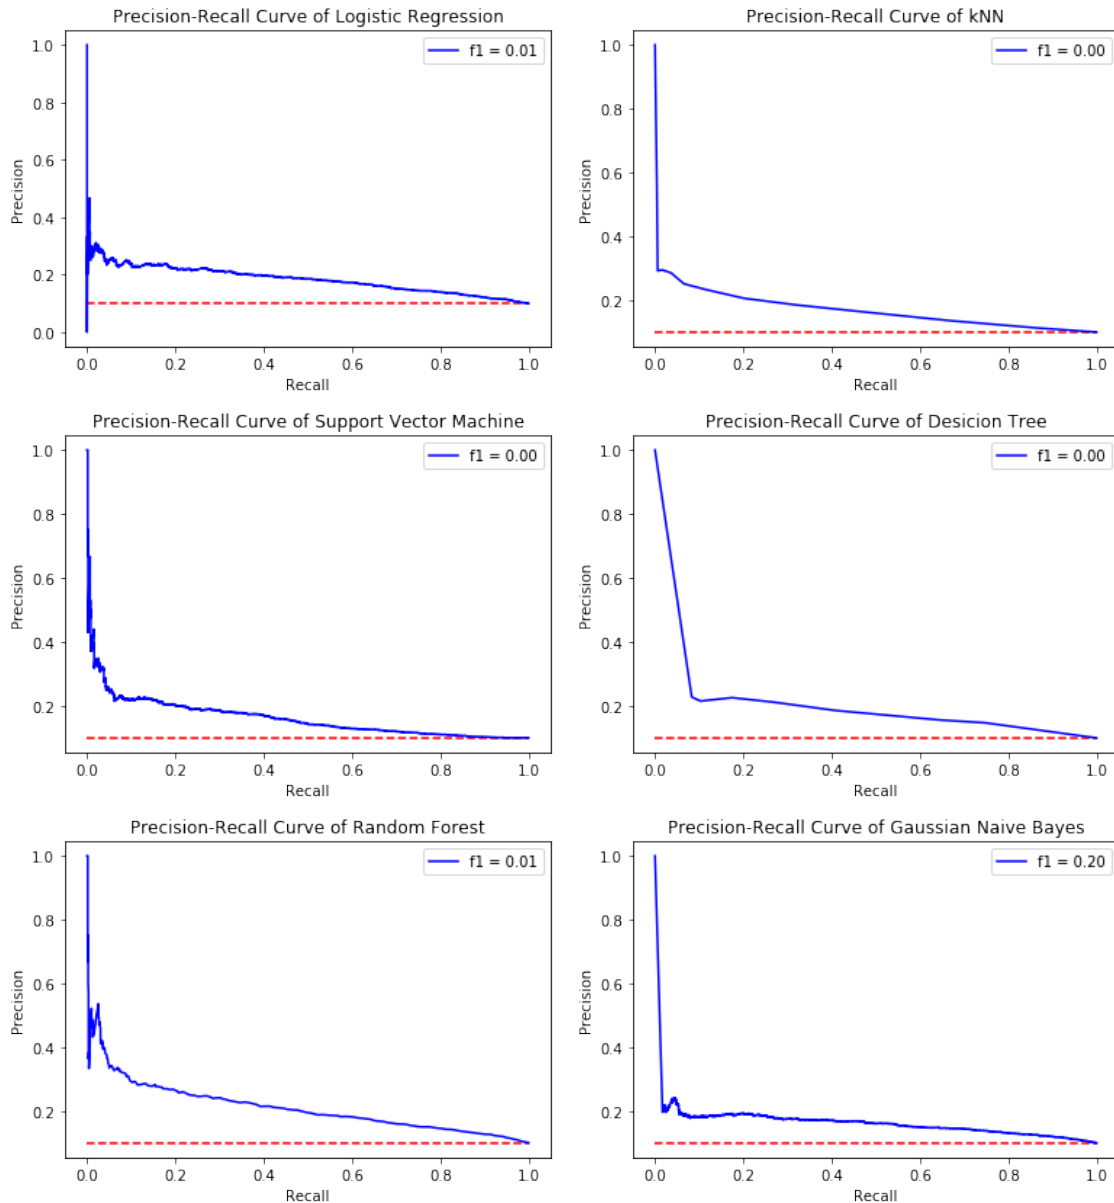 Precision-Recall Curve of Logistic Regression
1.0
0.8
0.6
0.4
0.2
0.0
Precision
f1 = 0.01
0.0 0.2 0.4 0.6 0.8 1.0
Recall
Precision-Recall Curve of kNN
1.0
0.8
0.6
0.4
0.2
Precision
f1 = 0.00
0.0 0.2 0.4 0.6 0.8 1.0
Recall
Precision-Recall Curve of Support Vector Machine
1.0
0.8
0.6
0.4
0.2
Precision
f1 = 0.00
0.0 0.2 0.4 0.6 0.8 1.0
Recall
Precision-Recall Curve of Desicion Tree
1.0
0.8
0.6
0.4
0.2
Precision
f1 = 0.00
0.0 0.2 0.4 0.6 0.8 1.0
Recall
Precision-Recall Curve of Random Forest
1.0
0.8
0.6
0.4
0.2
Precision
f1 = 0.01
0.0 0.2 0.4 0.6 0.8 1.0
Recall
Precision-Recall Curve of Gaussian Naive Bayes
1.0
0.8
0.6
0.4
0.2
Precision
f1 = 0.20
0.0 0.2 0.4 0.6 0.8 1.0
Recall